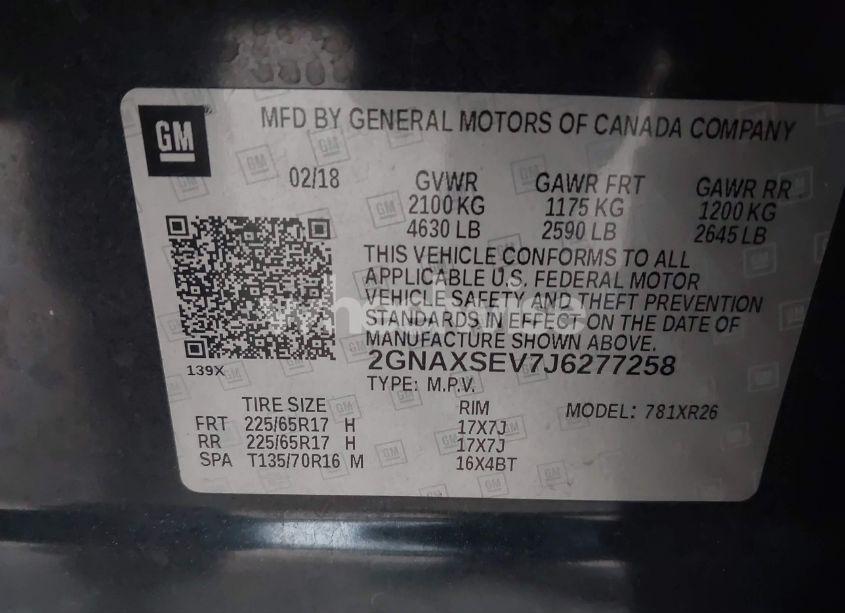 GM
MFD BY GENERAL MOTORS OF CANADA COMPANY
02/18 GVWR GAWR FRT GAWR RR
2100 KG 1175 KG 1200 KG
4630 LB 2590 LB 2645 LB
THIS VEHICLE CONFORMS TO ALL
APPLICABLE U.S. FEDERAL MOTOR
VEHICLE SAFETY AND THEFT PREVENTION
STANDARDS IN EFFECT ON THE DATE OF
MANUFACTURE SHOWN ABOVE.
139X 2GNAXSEV7J6277258
TYPE: M.P.V.
TIRE SIZE RIM MODEL: 781XR26
FRT 225/65R17 H 17X7J
RR 225/65R17 H 17X7J
SPA T135/70R16 M 16X4BT